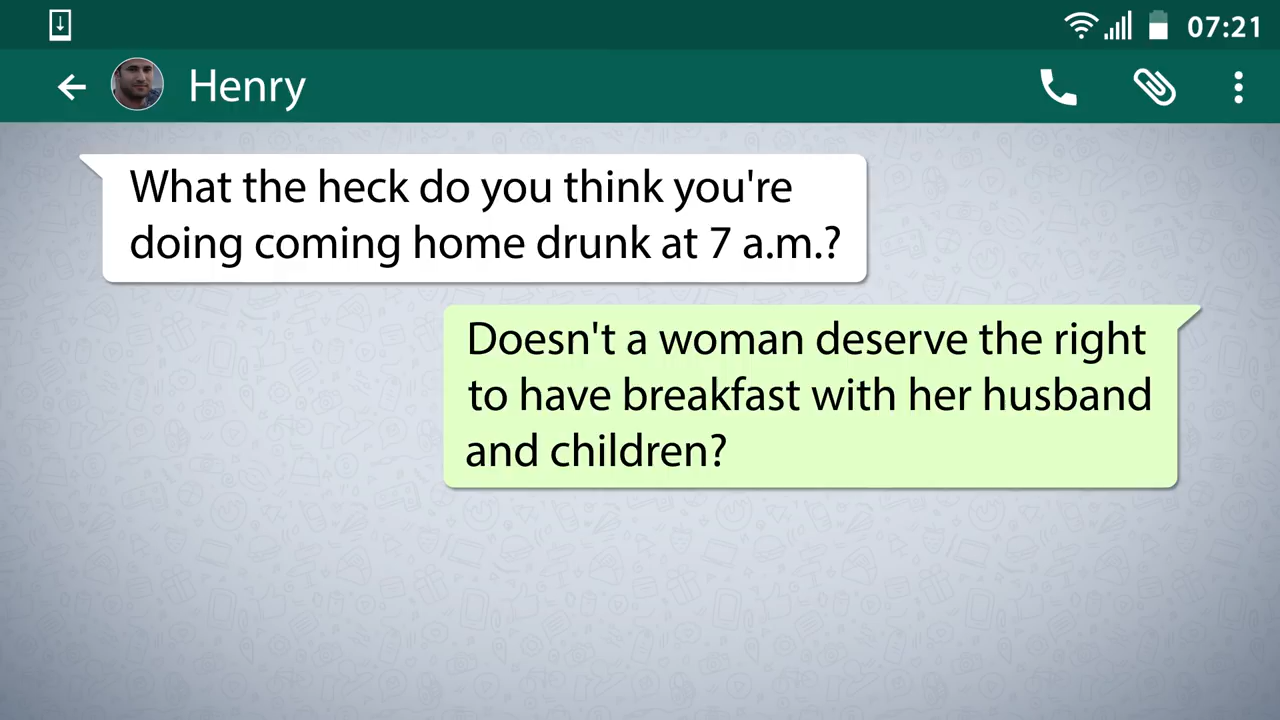 07:21
Henry
What the heck do you think you're
doing coming home drunk at 7 a.m.?
Doesn't a woman deserve the right
to have breakfast with her husband
and children?